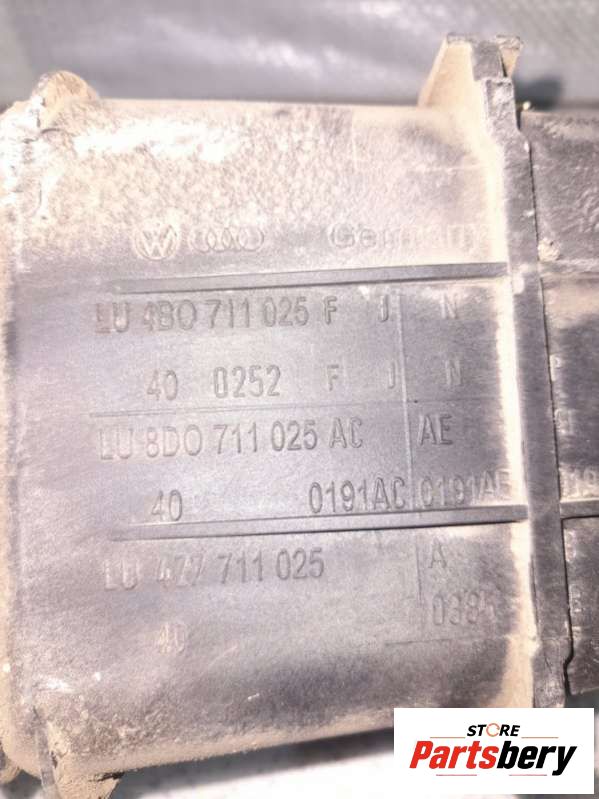 Germany
LU 4B0 711 025 F J N
40 0252 F J N
LU 8D0 711 025 AC AE
40 0191AC 0191AE
LU 4Z7 711 025 A
40
STORE
Partsbery